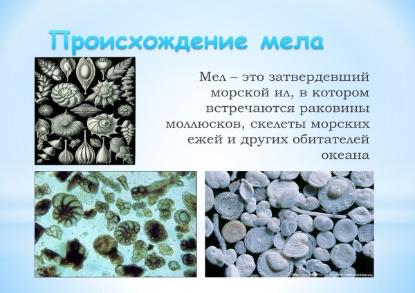 Происхождение мела
Мел – это затвердевший
морской ил, в котором
встречаются раковины
моллюсков, скелеты морских
ежей и других обитателей
океана